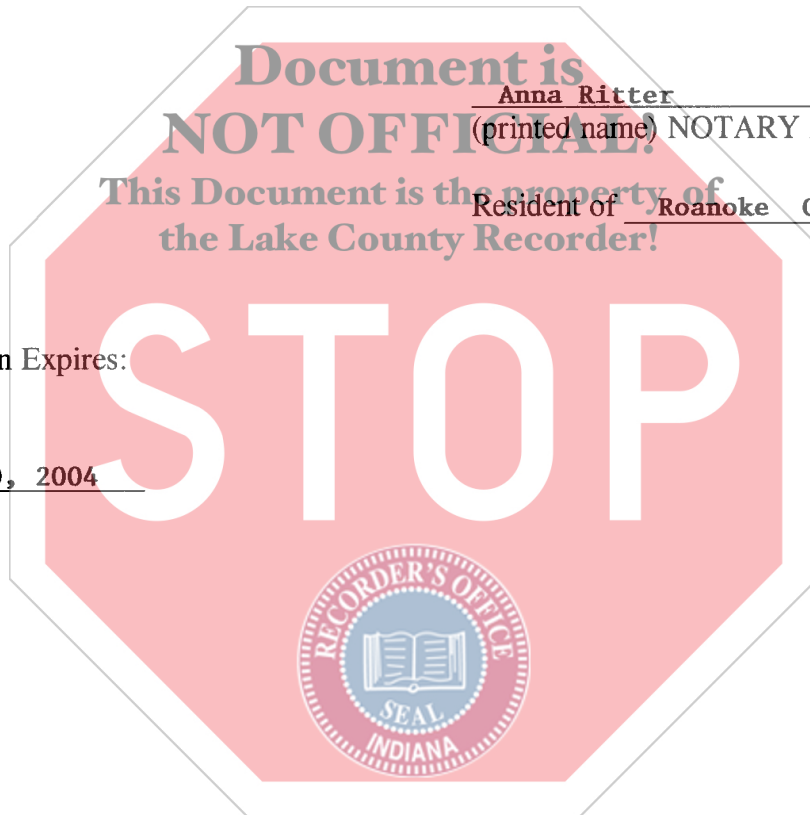 Document is
Anna Ritter
NOT OFFICIAL!
(printed name) NOTARY
This Document is the property of
Resident of Roanoke
the Lake County Recorder!
Expires:
STOP
, 2004
RECORDER'S OFFICE
SEAL
INDIANA